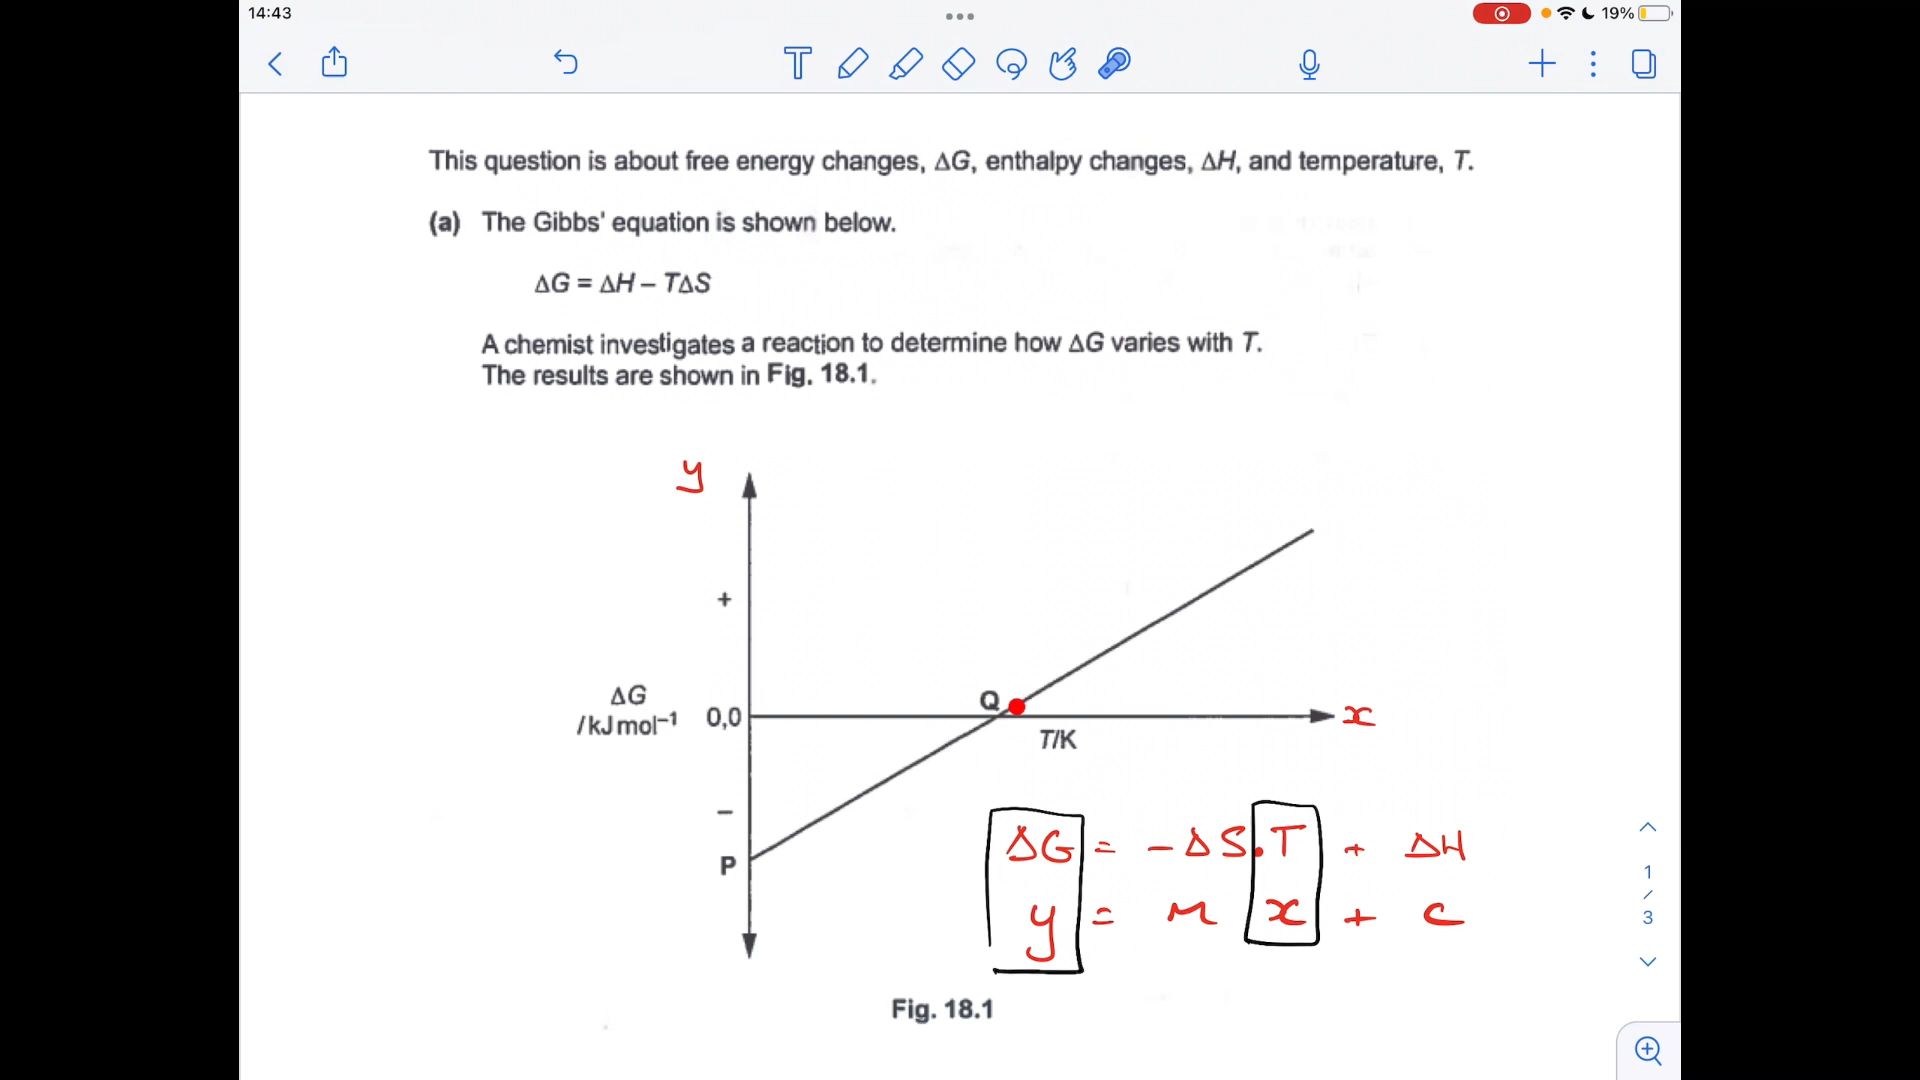 14:43
19%
T
This question is about free energy changes, ΔG, enthalpy changes, ΔH, and temperature, T.
(a) The Gibbs' equation is shown below.
ΔG = ΔH – TΔS
A chemist investigates a reaction to determine how ΔG varies with T.
The results are shown in Fig. 18.1.
y
+
Q
ΔG
/kJ mol⁻¹
0,0
x
T/K
–
P
ΔG = -ΔS.T + ΔH
y = m x + c
1
/
3
Fig. 18.1